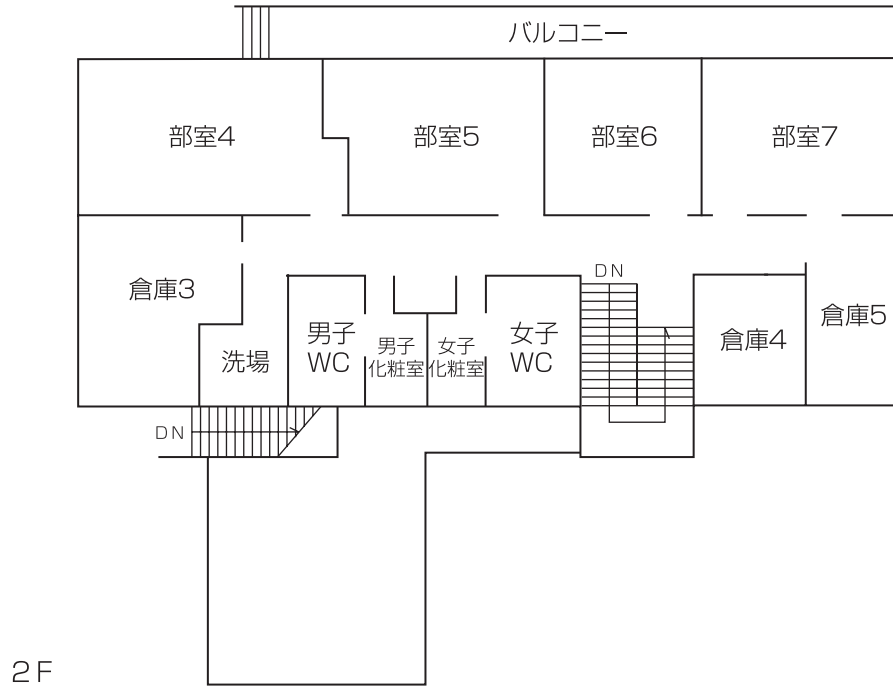 バルコニー
部室4
部室5
部室6
部室7
倉庫3
DN
洗場
男子
WC
男子
化粧室
女子
化粧室
女子
WC
倉庫4
倉庫5
DN
2F